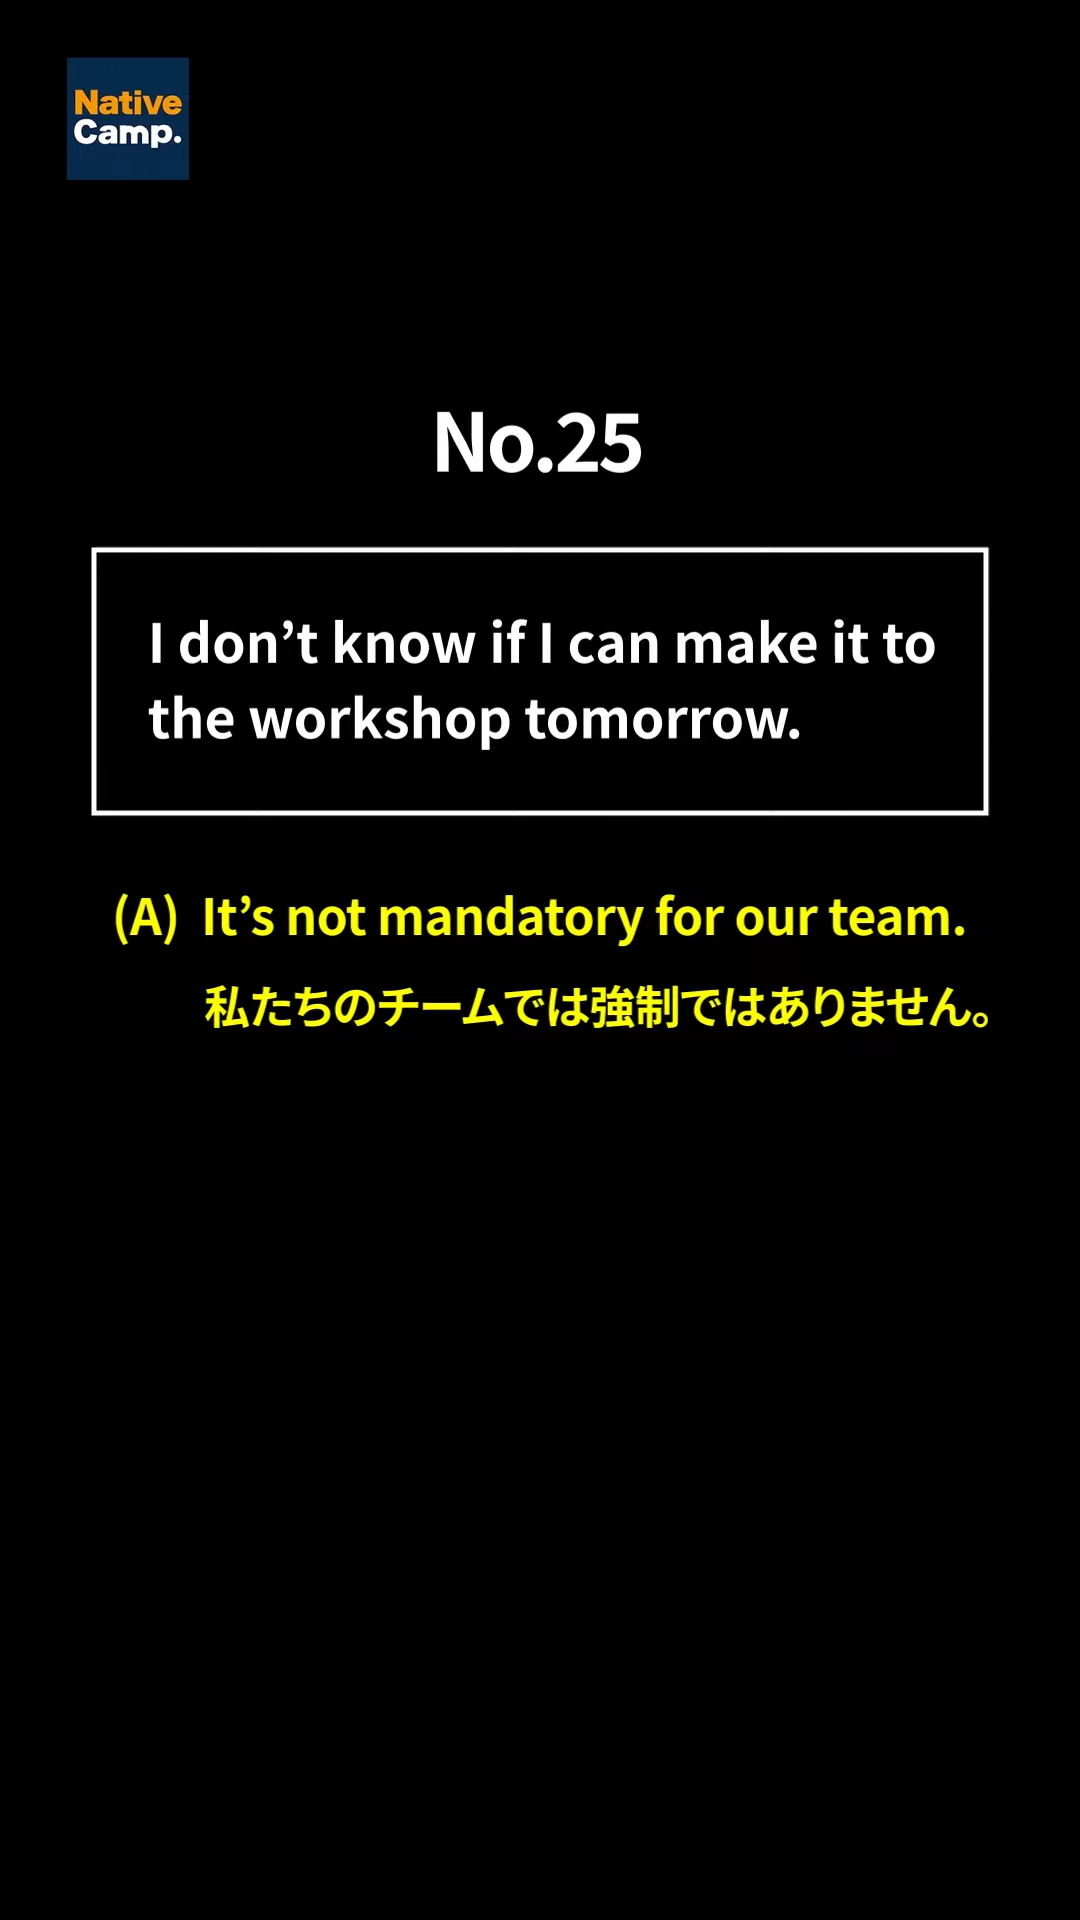 Native
Camp.
No.25
I don’t know if I can make it to
the workshop tomorrow.
(A) It’s not mandatory for our team.
私たちのチームでは強制ではありません。